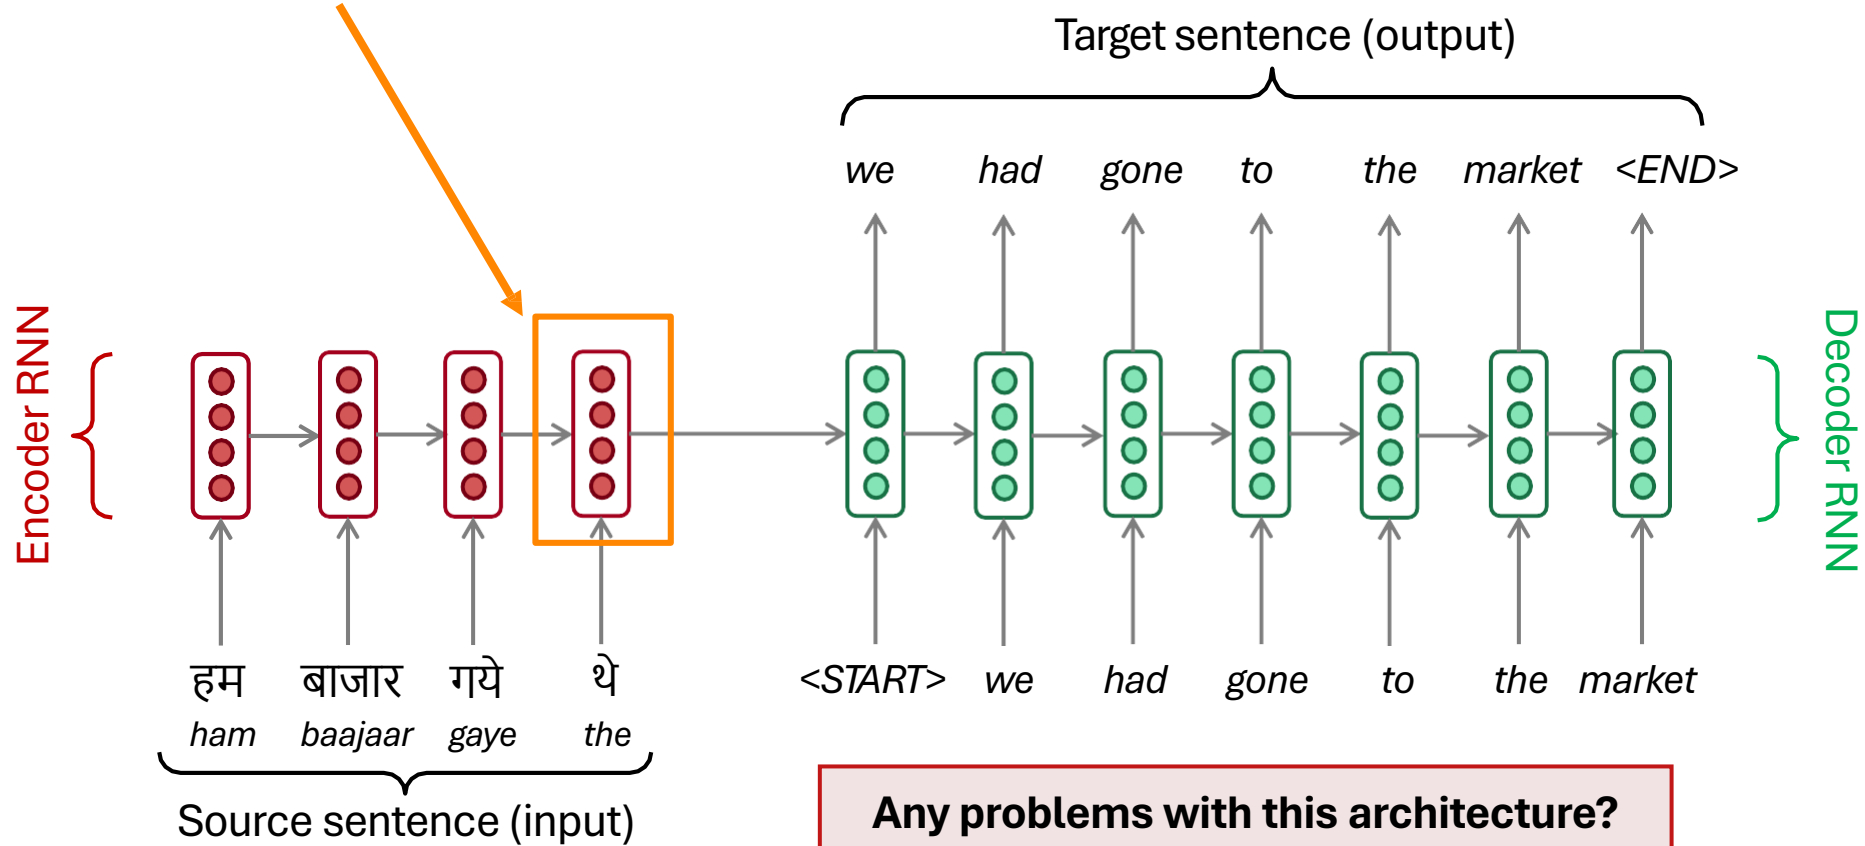 Target sentence (output)
we had gone to the market <END>
Encoder RNN
Decoder RNN
हम बाजार गये थे
ham baajaar gaye the
<START> we had gone to the market
Source sentence (input)
Any problems with this architecture?